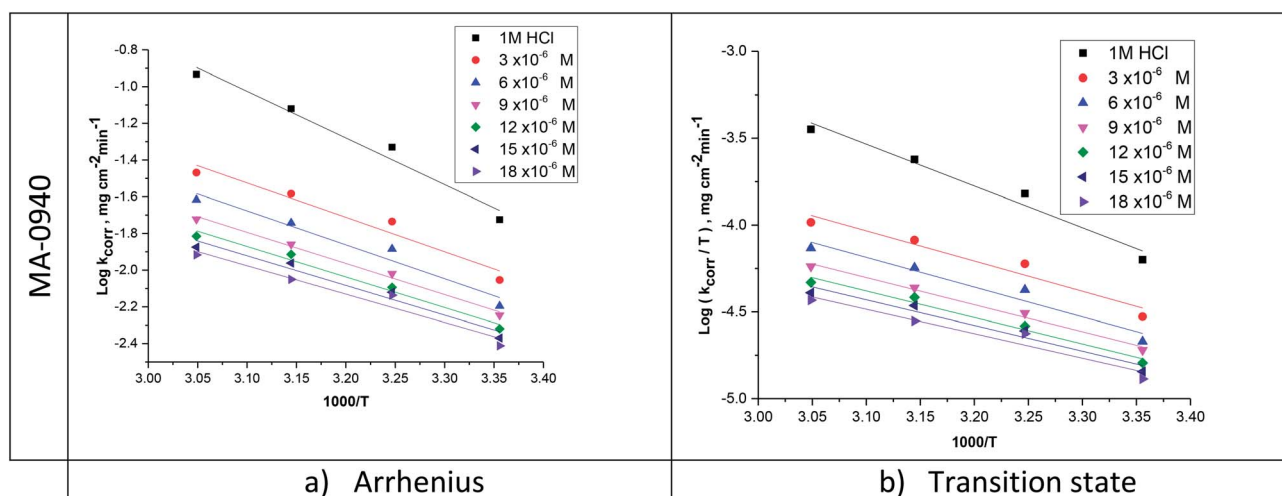 MA-0940
1M HCl
3 x10-6 M
6 x10-6 M
9 x10-6 M
12 x10-6 M
15 x10-6 M
18 x10-6 M
Log kcorr , mg cm-2min-1
-0.8
-1.0
-1.2
-1.4
-1.6
-1.8
-2.0
-2.2
-2.4
3.00 3.05 3.10 3.15 3.20 3.25 3.30 3.35 3.40
1000/T
1M HCl
3 x10-6 M
6 x10-6 M
9 x10-6 M
12 x10-6 M
15 x10-6 M
18 x10-6 M
Log ( kcorr / T ) , mg cm-2min-1
-3.0
-3.5
-4.0
-4.5
-5.0
3.00 3.05 3.10 3.15 3.20 3.25 3.30 3.35 3.40
1000/T
a) Arrhenius
b) Transition state